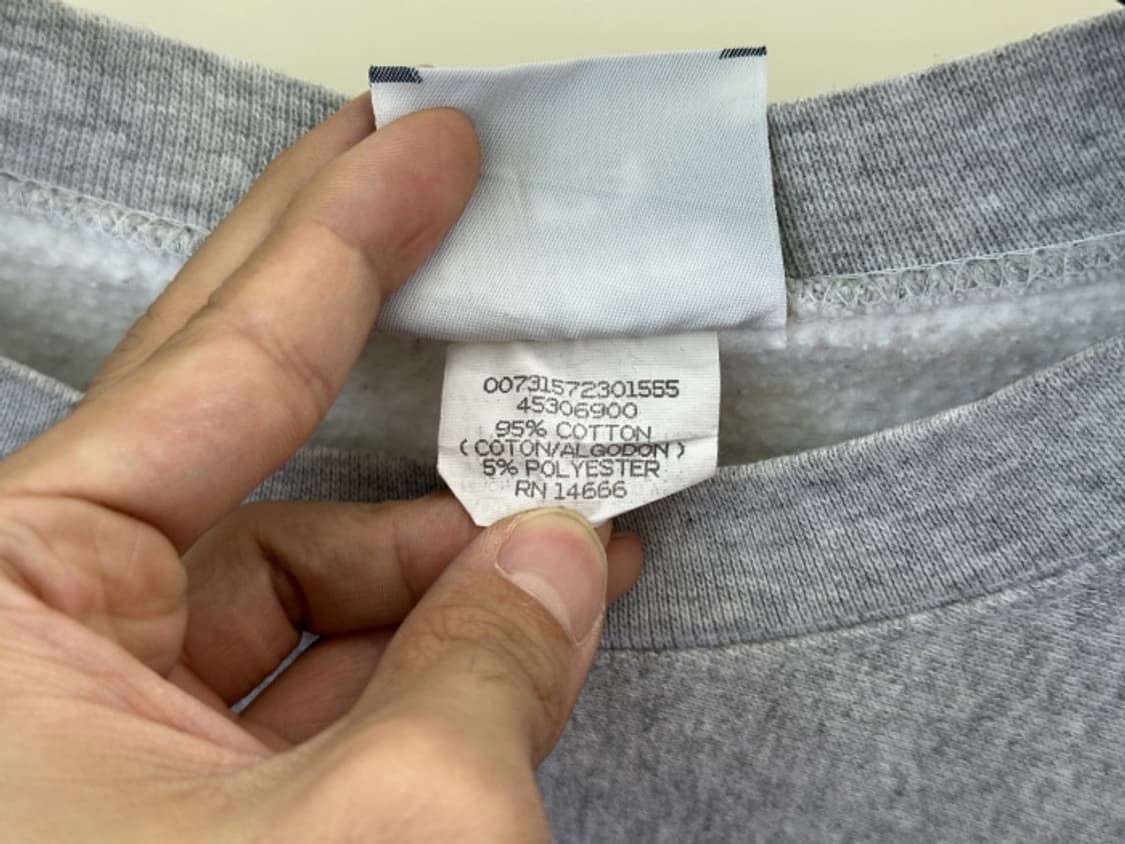 00731572301555
45306900
95% COTTON
(COTON/ALGODON)
5% POLYESTER
RN 14666